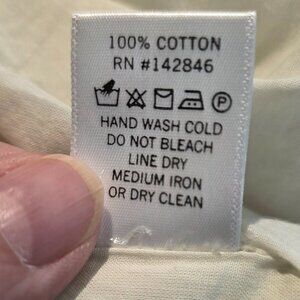 100% COTTON
RN #142846
P
HAND WASH COLD
DO NOT BLEACH
LINE DRY
MEDIUM IRON
OR DRY CLEAN